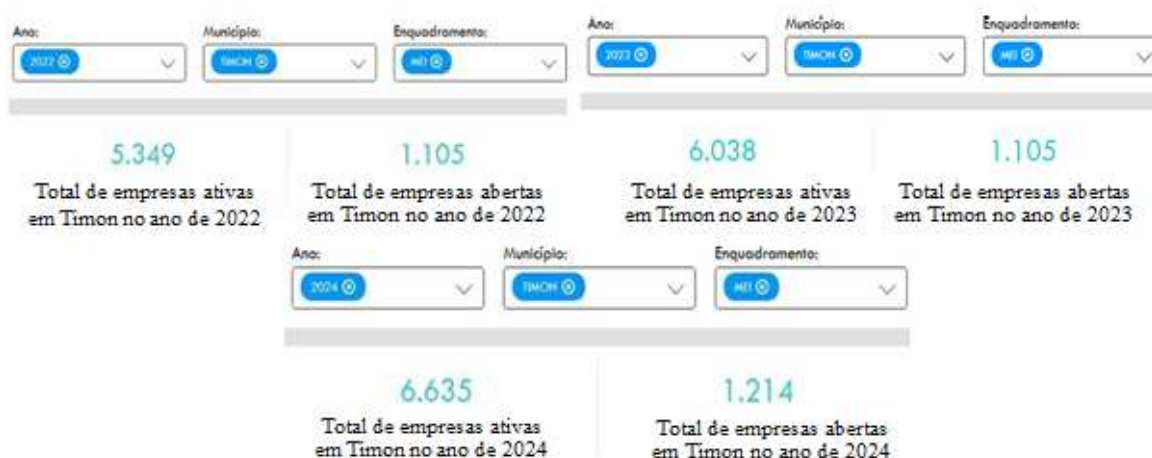 Ano:
Município:
Enquadramento:
2022
TIMON
MEI
5.349
1.105
Total de empresas ativas
em Timon no ano de 2022
Total de empresas abertas
em Timon no ano de 2022
Ano:
Município:
Enquadramento:
2023
TIMON
MEI
6.038
1.105
Total de empresas ativas
em Timon no ano de 2023
Total de empresas abertas
em Timon no ano de 2023
Ano:
Município:
Enquadramento:
2024
TIMON
MEI
6.635
1.214
Total de empresas ativas
em Timon no ano de 2024
Total de empresas abertas
em Timon no ano de 2024